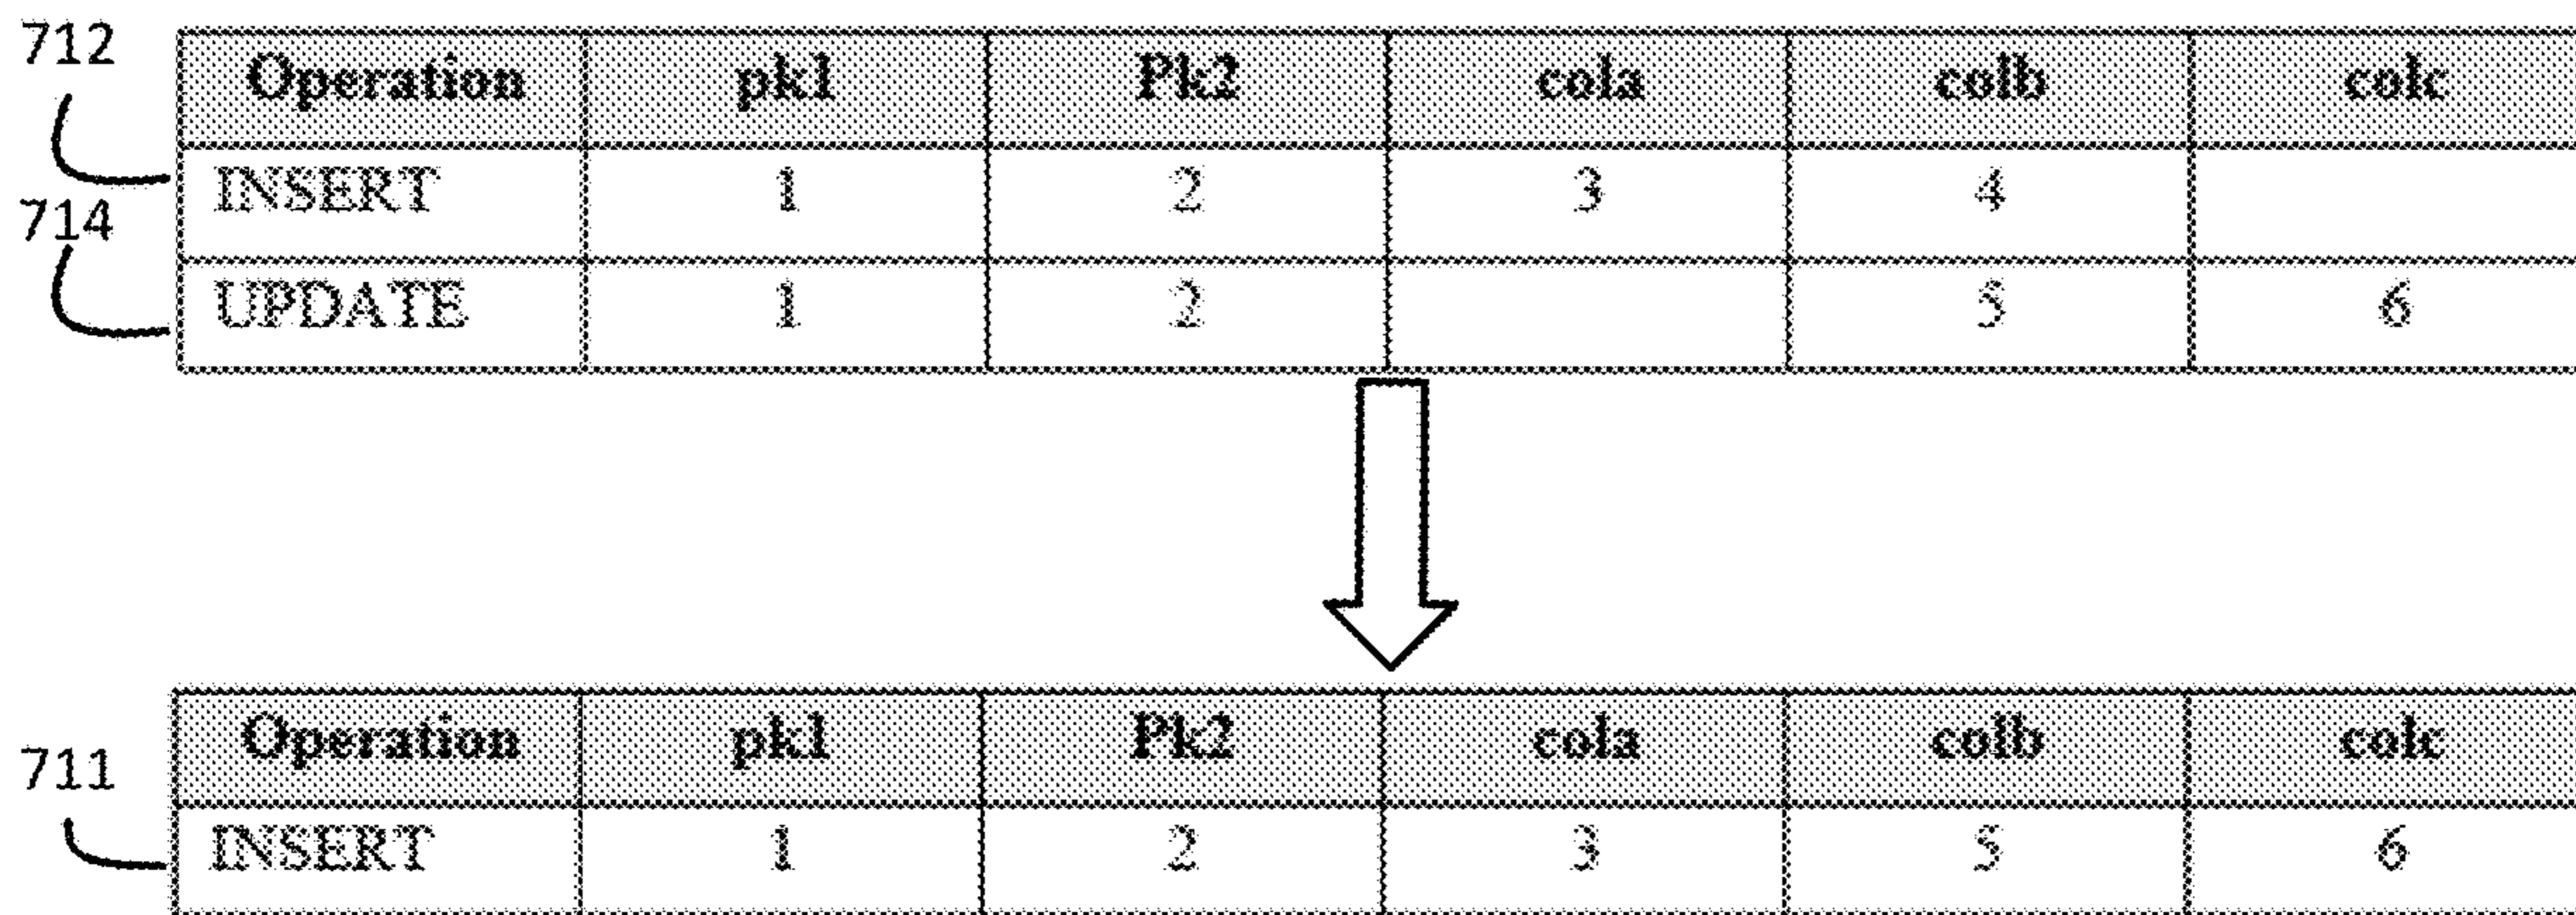 712
Operation pk1 Pk2 cola colb colc
INSERT 1 2 3 4
714
UPDATE 1 2 5 6
Operation pk1 Pk2 cola colb colc
711
INSERT 1 2 3 5 6